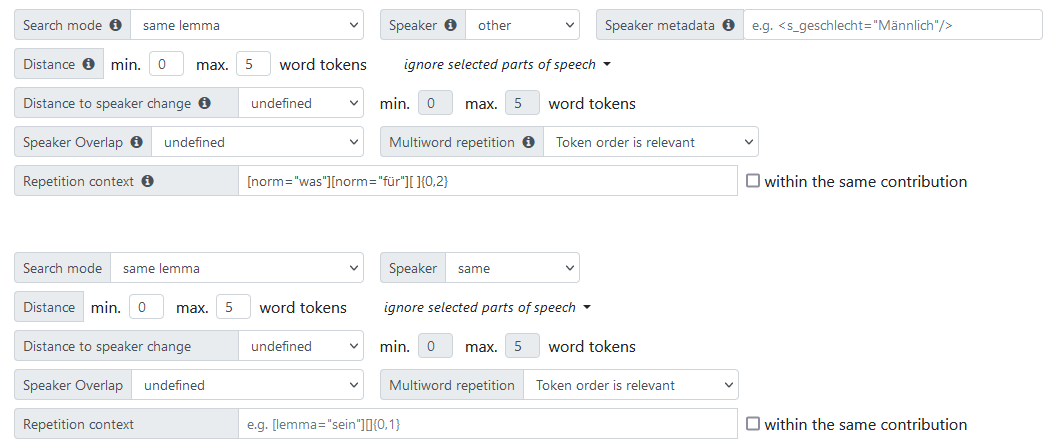 Search mode same lemma Speaker other Speaker metadata e.g. <s_geschlecht="Männlich"/>
Distance min. 0 max. 5 word tokens ignore selected parts of speech
Distance to speaker change undefined min. 0 max. 5 word tokens
Speaker Overlap undefined Multiword repetition Token order is relevant
Repetition context [norm="was"][norm="für"][ ]{0,2} within the same contribution
Search mode same lemma Speaker same
Distance min. 0 max. 5 word tokens ignore selected parts of speech
Distance to speaker change undefined min. 0 max. 5 word tokens
Speaker Overlap undefined Multiword repetition Token order is relevant
Repetition context e.g. [lemma="sein"][]{0,1} within the same contribution